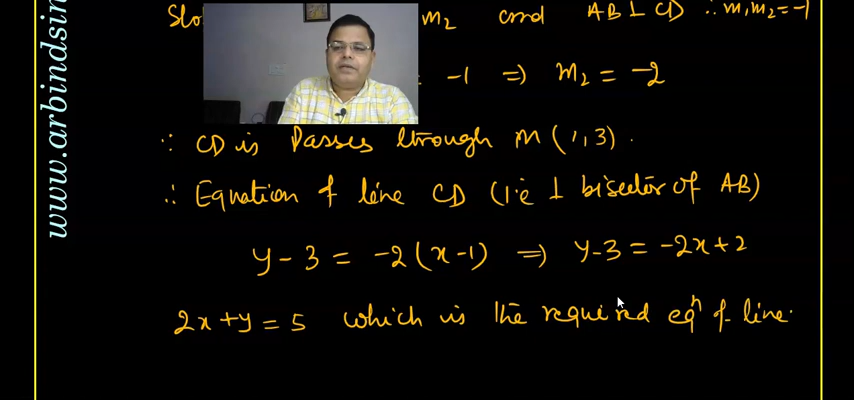 m₂ and AB ⊥ CD ∴ m₁m₂ = -1
= -1 ⇒ m₂ = -2
∵ CD is Passes through M (1,3).
∴ Equation of line CD (i.e ⊥ bisector of AB)
y - 3 = -2 (x - 1) ⇒ y - 3 = -2x + 2
2x + y = 5 which is the required eqⁿ of line.
www.arbindsin